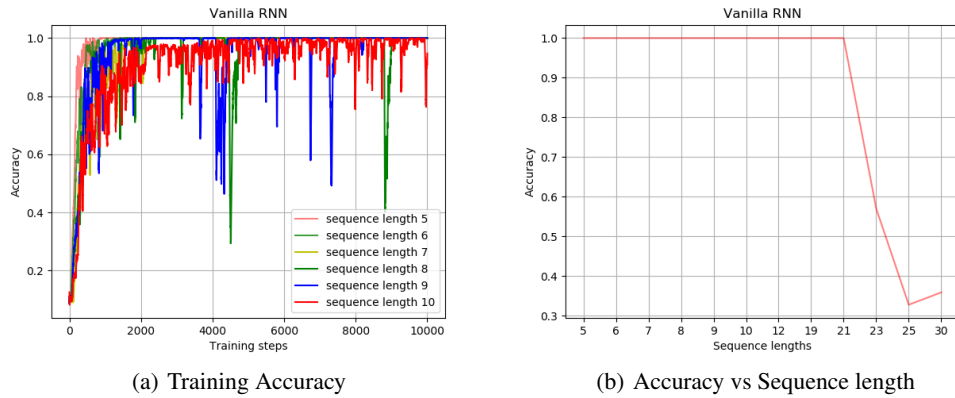 Vanilla RNN
1.0
0.8
0.6
0.4
0.2
Accuracy
sequence length 5
sequence length 6
sequence length 7
sequence length 8
sequence length 9
sequence length 10
0 2000 4000 6000 8000 10000
Training steps
(a) Training Accuracy
Vanilla RNN
1.0
0.9
0.8
0.7
0.6
0.5
0.4
0.3
Accuracy
5 6 7 8 9 10 12 19 21 23 25 30
Sequence lengths
(b) Accuracy vs Sequence length